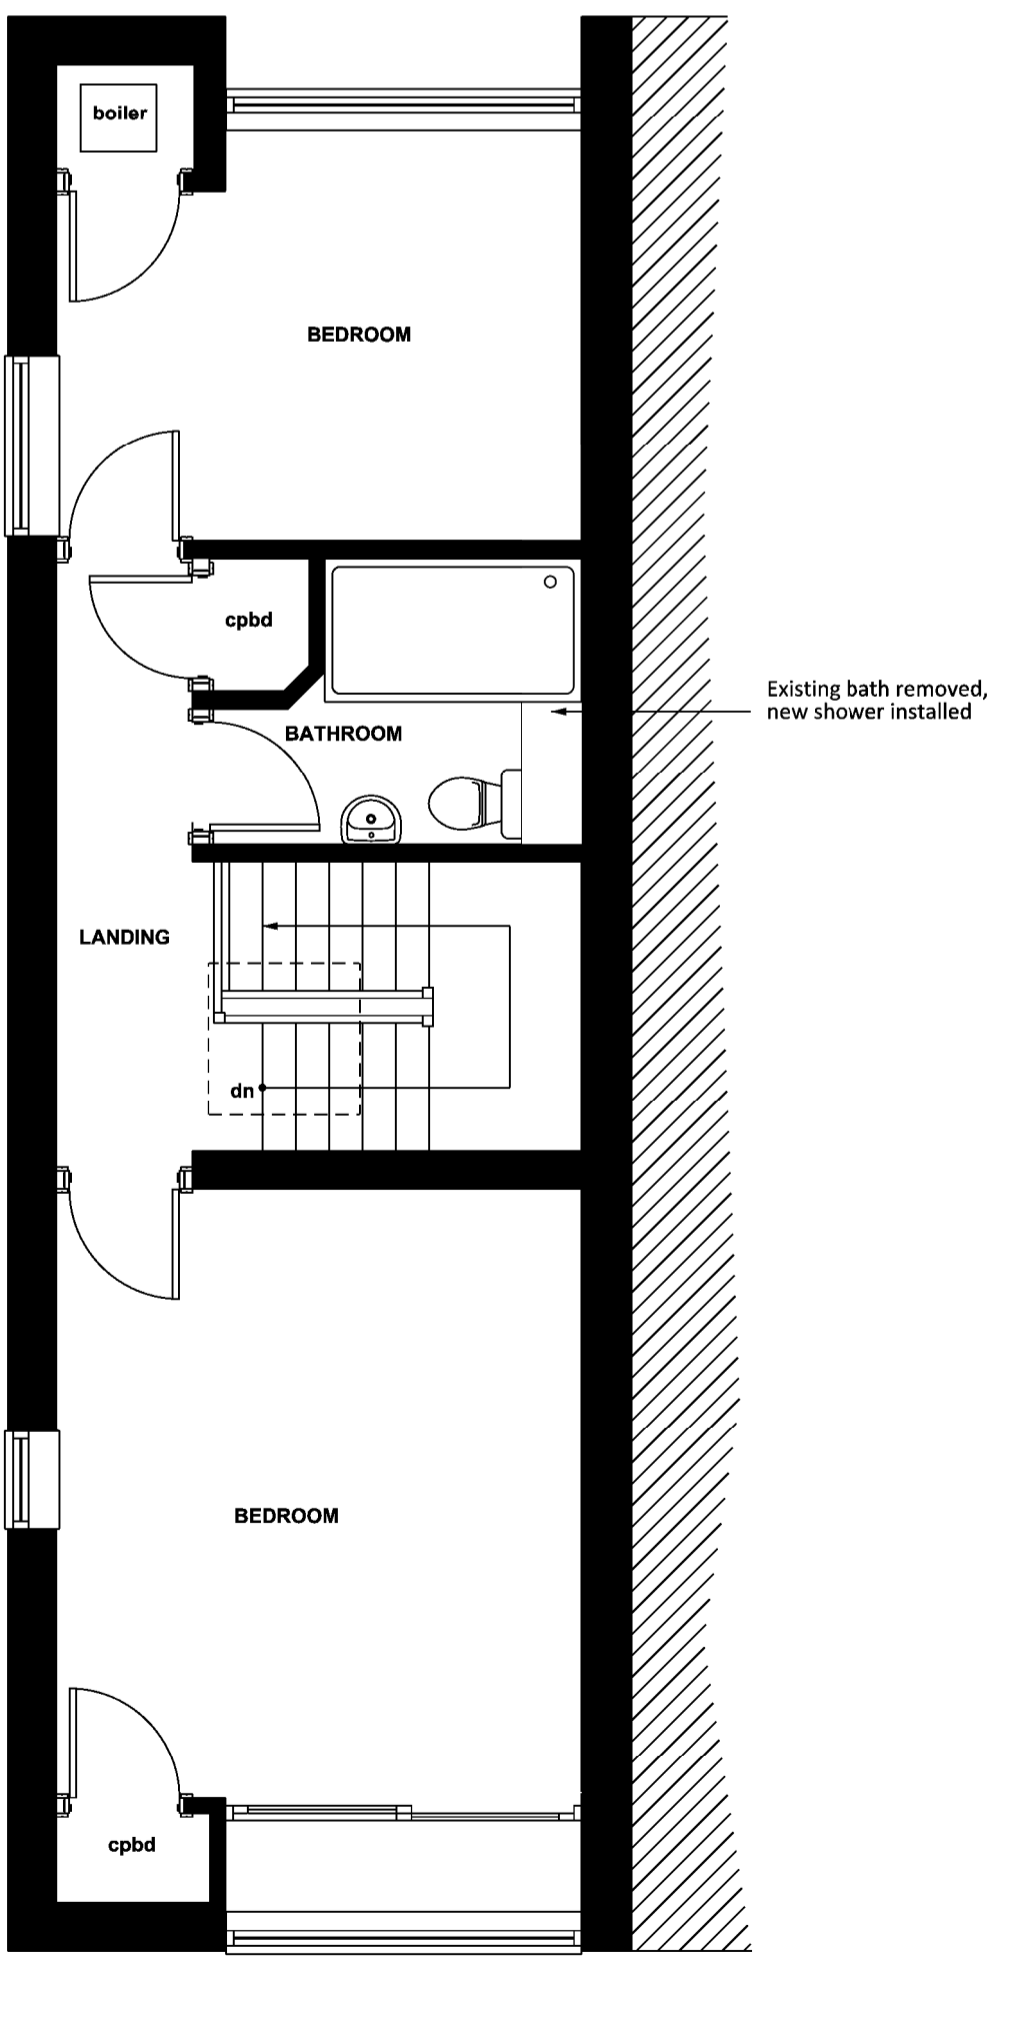 boiler
BEDROOM
cpbd
Existing bath removed,
new shower installed
BATHROOM
LANDING
dn
BEDROOM
cpbd